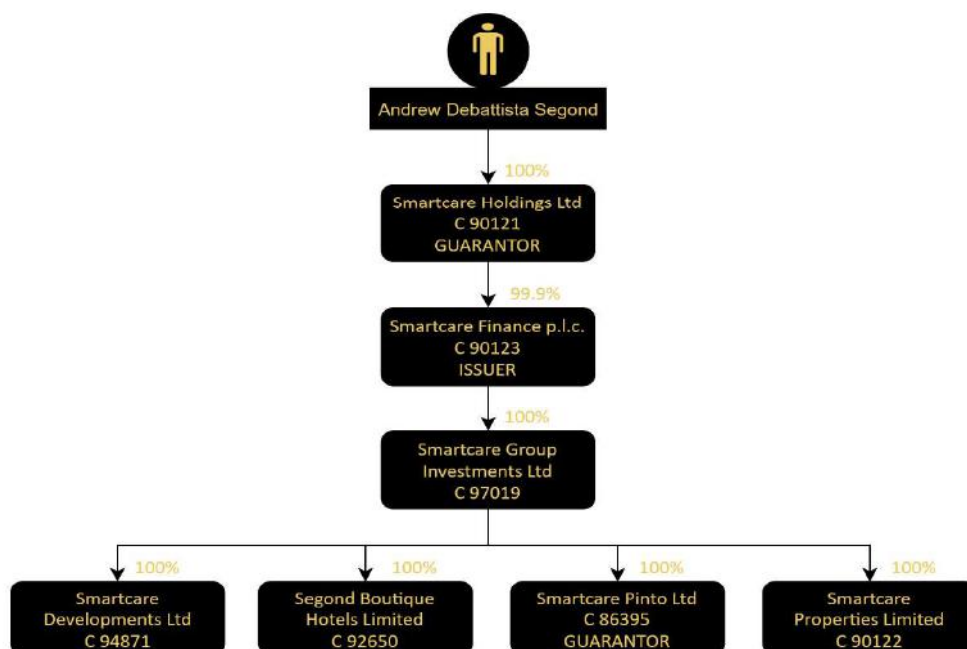 Andrew Debattista Segond
100%
Smartcare Holdings Ltd
C 90121
GUARANTOR
99.9%
Smartcare Finance p.l.c.
C 90123
ISSUER
100%
Smartcare Group
Investments Ltd
C 97019
100%
Smartcare
Developments Ltd
C 94871
100%
Segond Boutique
Hotels Limited
C 92650
100%
Smartcare Pinto Ltd
C 86395
GUARANTOR
100%
Smartcare
Properties Limited
C 90122